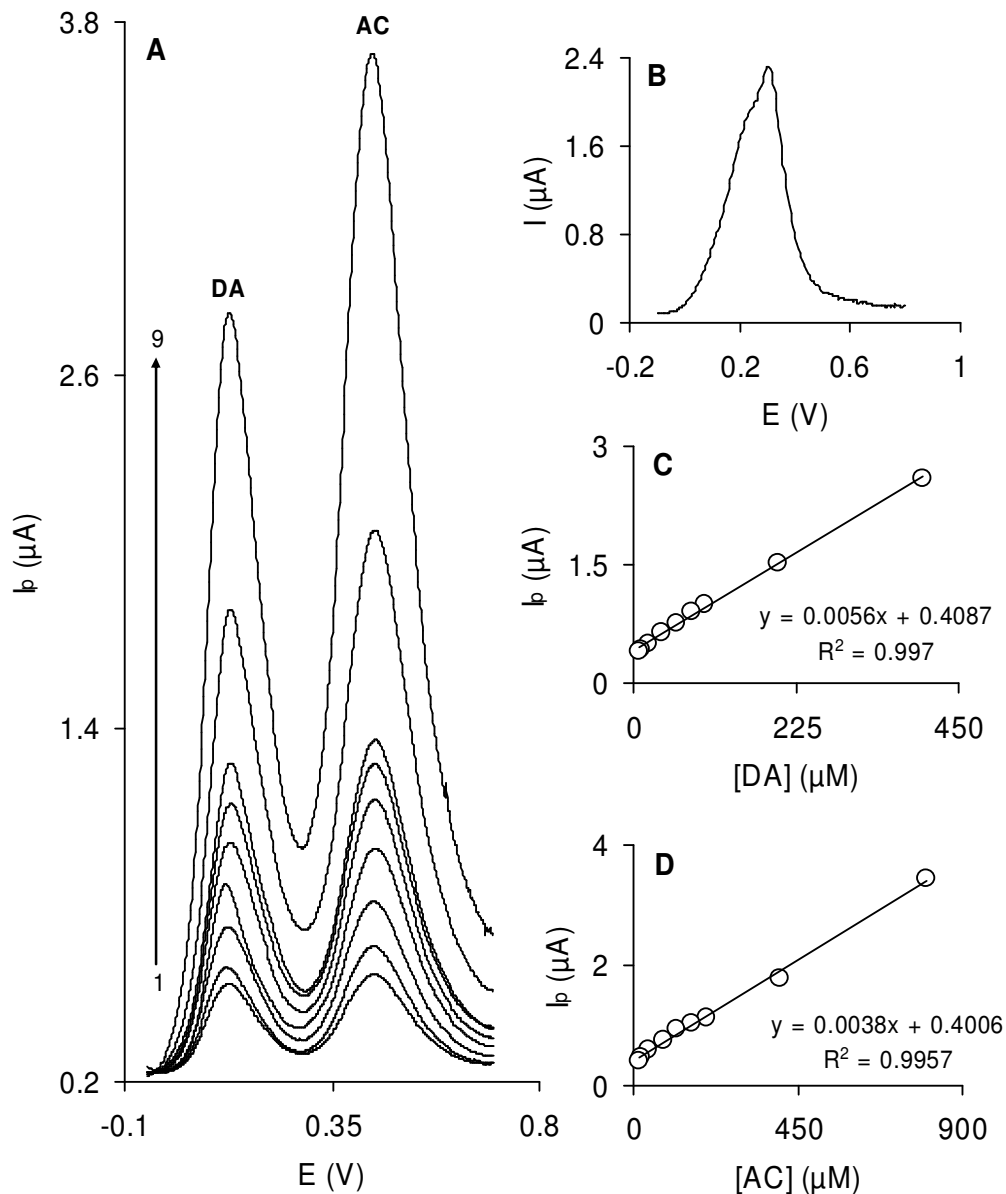 A
3.8
2.6
1.4
0.2
-0.1
0.35
0.8
Ip (µA)
E (V)
DA
AC
9
1
B
2.4
1.6
0.8
0
-0.2
0.2
0.6
1
I (µA)
E (V)
C
3
1.5
0
0
225
450
Ip (µA)
y = 0.0056x + 0.4087
R² = 0.997
[DA] (µM)
D
4
2
0
0
450
900
Ip (µA)
y = 0.0038x + 0.4006
R² = 0.9957
[AC] (µM)